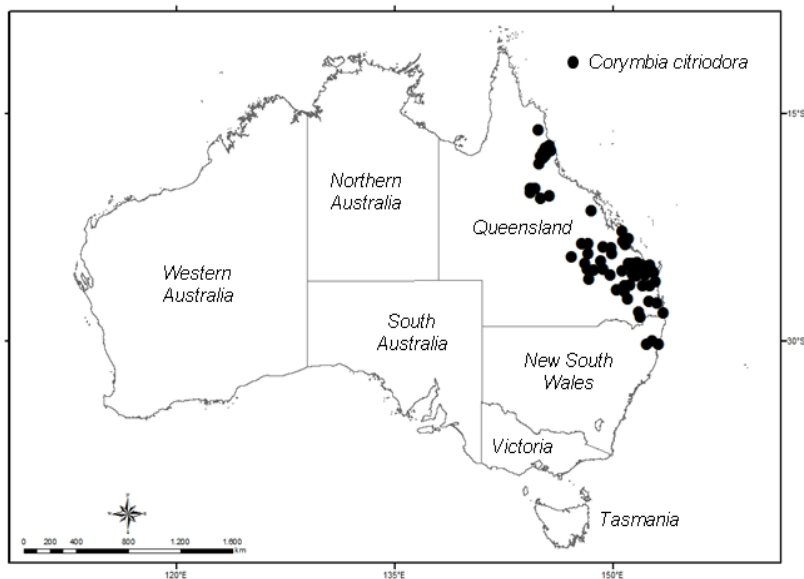 Corymbia citriodora
15°S
Northern
Australia
Queensland
Western
Australia
South
Australia
30°S
New South
Wales
Victoria
Tasmania
0 200 400 800 1,200 1,600
km
120°E
135°E
150°E